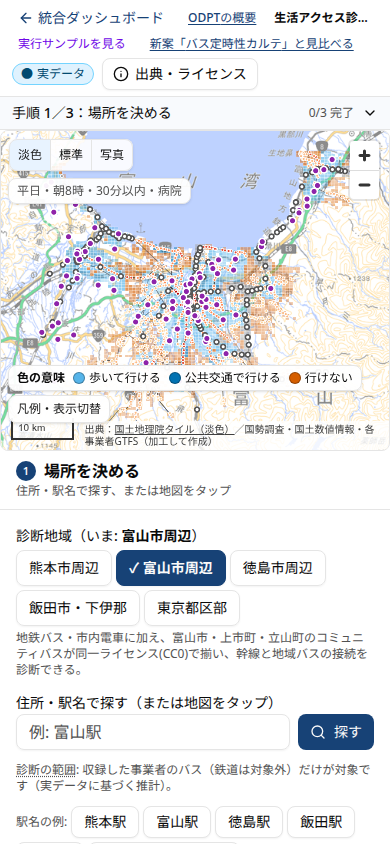 統合ダッシュボード ODPTの概要 生活アクセス診…
実行サンプルを見る 新案「バス定時性カルテ」と見比べる
実データ 出典・ライセンス
手順 1／3：場所を決める 0/3 完了
淡色 標準 写真
山 湾
平日・朝8時・30分以内・病院
色の意味 歩いて行ける 公共交通で行ける 行けない
富 山
凡例・表示切替
10 km
出典：国土地理院タイル（淡色）／国勢調査・国土数値情報・各
事業者GTFS（加工して作成）
1 場所を決める
住所・駅名で探す、または地図をタップ
診断地域（いま: 富山市周辺）
熊本市周辺 ✓ 富山市周辺 徳島市周辺
飯田市・下伊那 東京都区部
地鉄バス・市内電車に加え、富山市・上市町・立山町のコミュニ
ティバスが同一ライセンス(CC0)で揃い、幹線と地域バスの接続を
診断できる。
住所・駅名で探す（または地図をタップ）
例: 富山駅 探す
診断の範囲: 収録した事業者のバス（鉄道は対象外）だけが対象で
す（実データに基づく推計）。
駅名の例: 熊本駅 富山駅 徳島駅 飯田駅